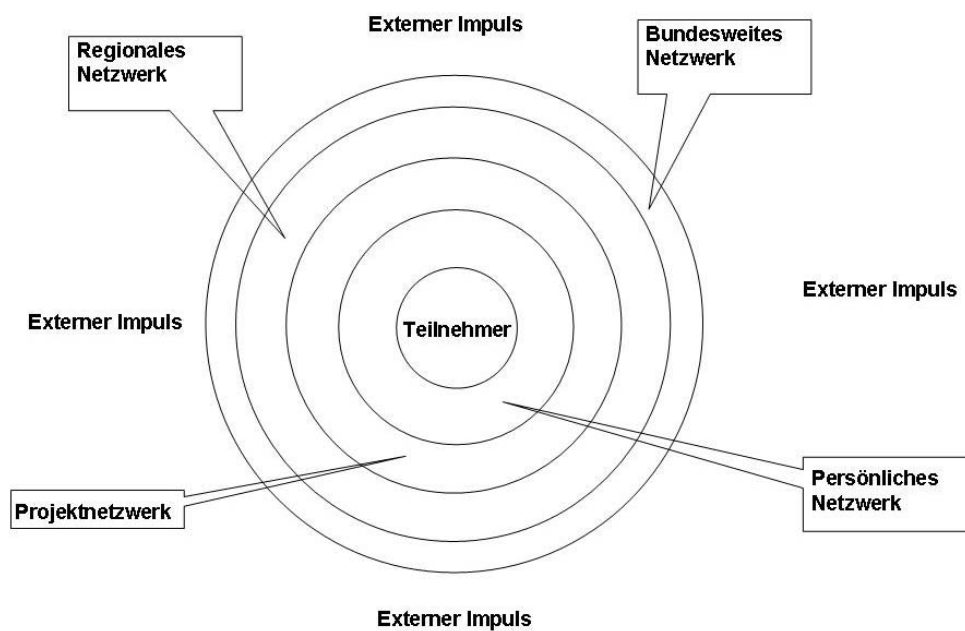 Externer Impuls
Regionales
Netzwerk
Bundesweites
Netzwerk
Externer Impuls
Externer Impuls
Teilnehmer
Projektnetzwerk
Persönliches
Netzwerk
Externer Impuls